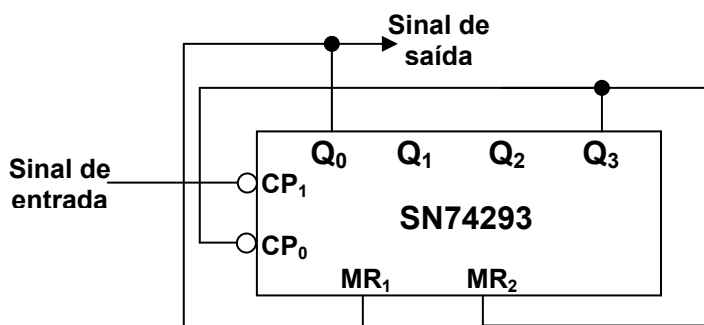 Sinal de
saída
Q0 Q1 Q2 Q3
Sinal de
entrada
CP1
SN74293
CP0
MR1 MR2